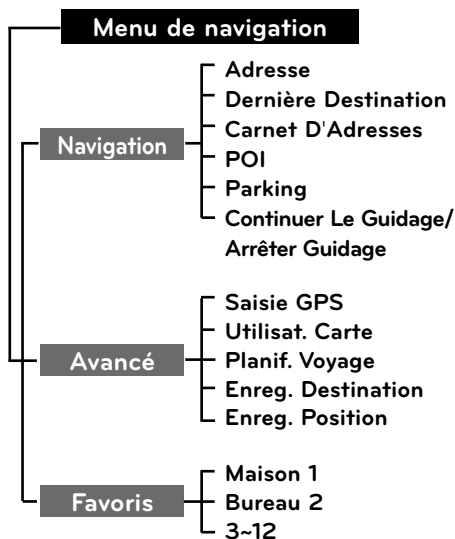 Menu de navigation
Navigation
Adresse
Dernière Destination
Carnet D'Adresses
POI
Parking
Continuer Le Guidage/
Arrêter Guidage
Avancé
Saisie GPS
Utilisat. Carte
Planif. Voyage
Enreg. Destination
Enreg. Position
Favoris
Maison 1
Bureau 2
3~12